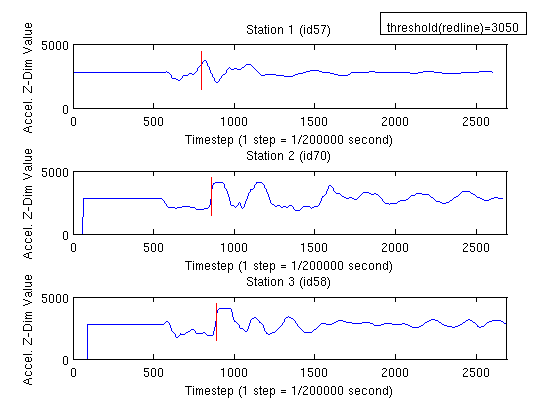 threshold(redline)=3050
Station 1 (id57)
Accel. Z-Dim Value
5000
0
0 500 1000 1500 2000 2500
Timestep (1 step = 1/200000 second)
Station 2 (id70)
Accel. Z-Dim Value
5000
0
0 500 1000 1500 2000 2500
Timestep (1 step = 1/200000 second)
Station 3 (id58)
Accel. Z-Dim Value
5000
0
0 500 1000 1500 2000 2500
Timestep (1 step = 1/200000 second)